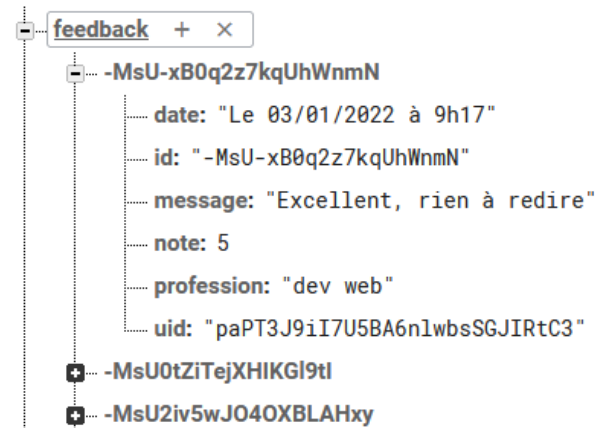 feedback + ×
-MsU-xB0q2z7kqUhWnmN
date: "Le 03/01/2022 à 9h17"
id: "-MsU-xB0q2z7kqUhWnmN"
message: "Excellent, rien à redire"
note: 5
profession: "dev web"
uid: "paPT3J9iI7U5BA6nlwbsSGJIRtC3"
-MsU0tZiTejXHIKGl9tI
-MsU2iv5wJO4OXBLAHxy